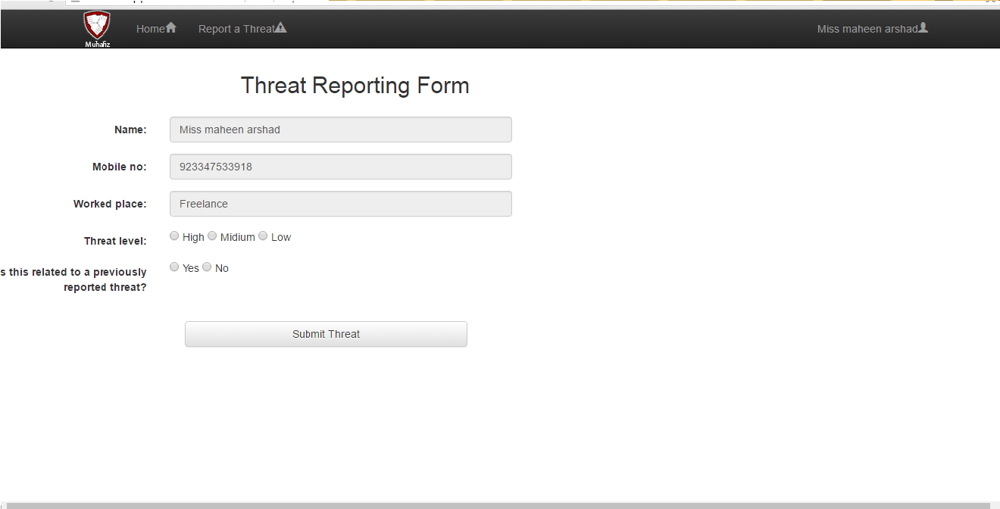 Home
Report a Threat
Miss maheen arshad
Muhafiz
Threat Reporting Form
Name:
Miss maheen arshad
Mobile no:
923347533918
Worked place:
Freelance
Threat level:
High Midium Low
s this related to a previously
reported threat?
Yes No
Submit Threat